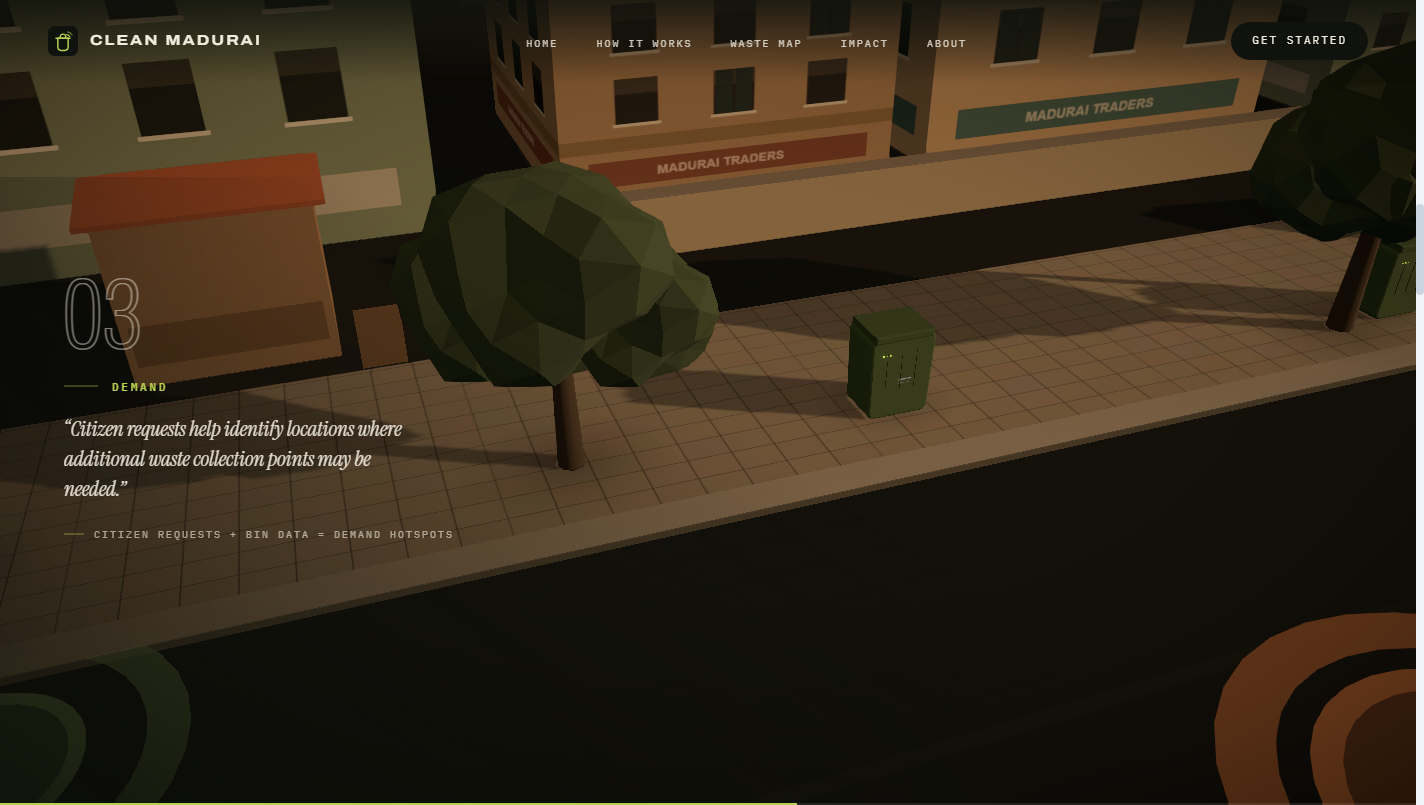 CLEAN MADURAI
HOME
HOW IT WORKS
WASTE MAP
IMPACT
ABOUT
GET STARTED
MADURAI TRADERS
MADURAI TRADERS
03
DEMAND
“Citizen requests help identify locations where
additional waste collection points may be
needed.”
CITIZEN REQUESTS + BIN DATA = DEMAND HOTSPOTS